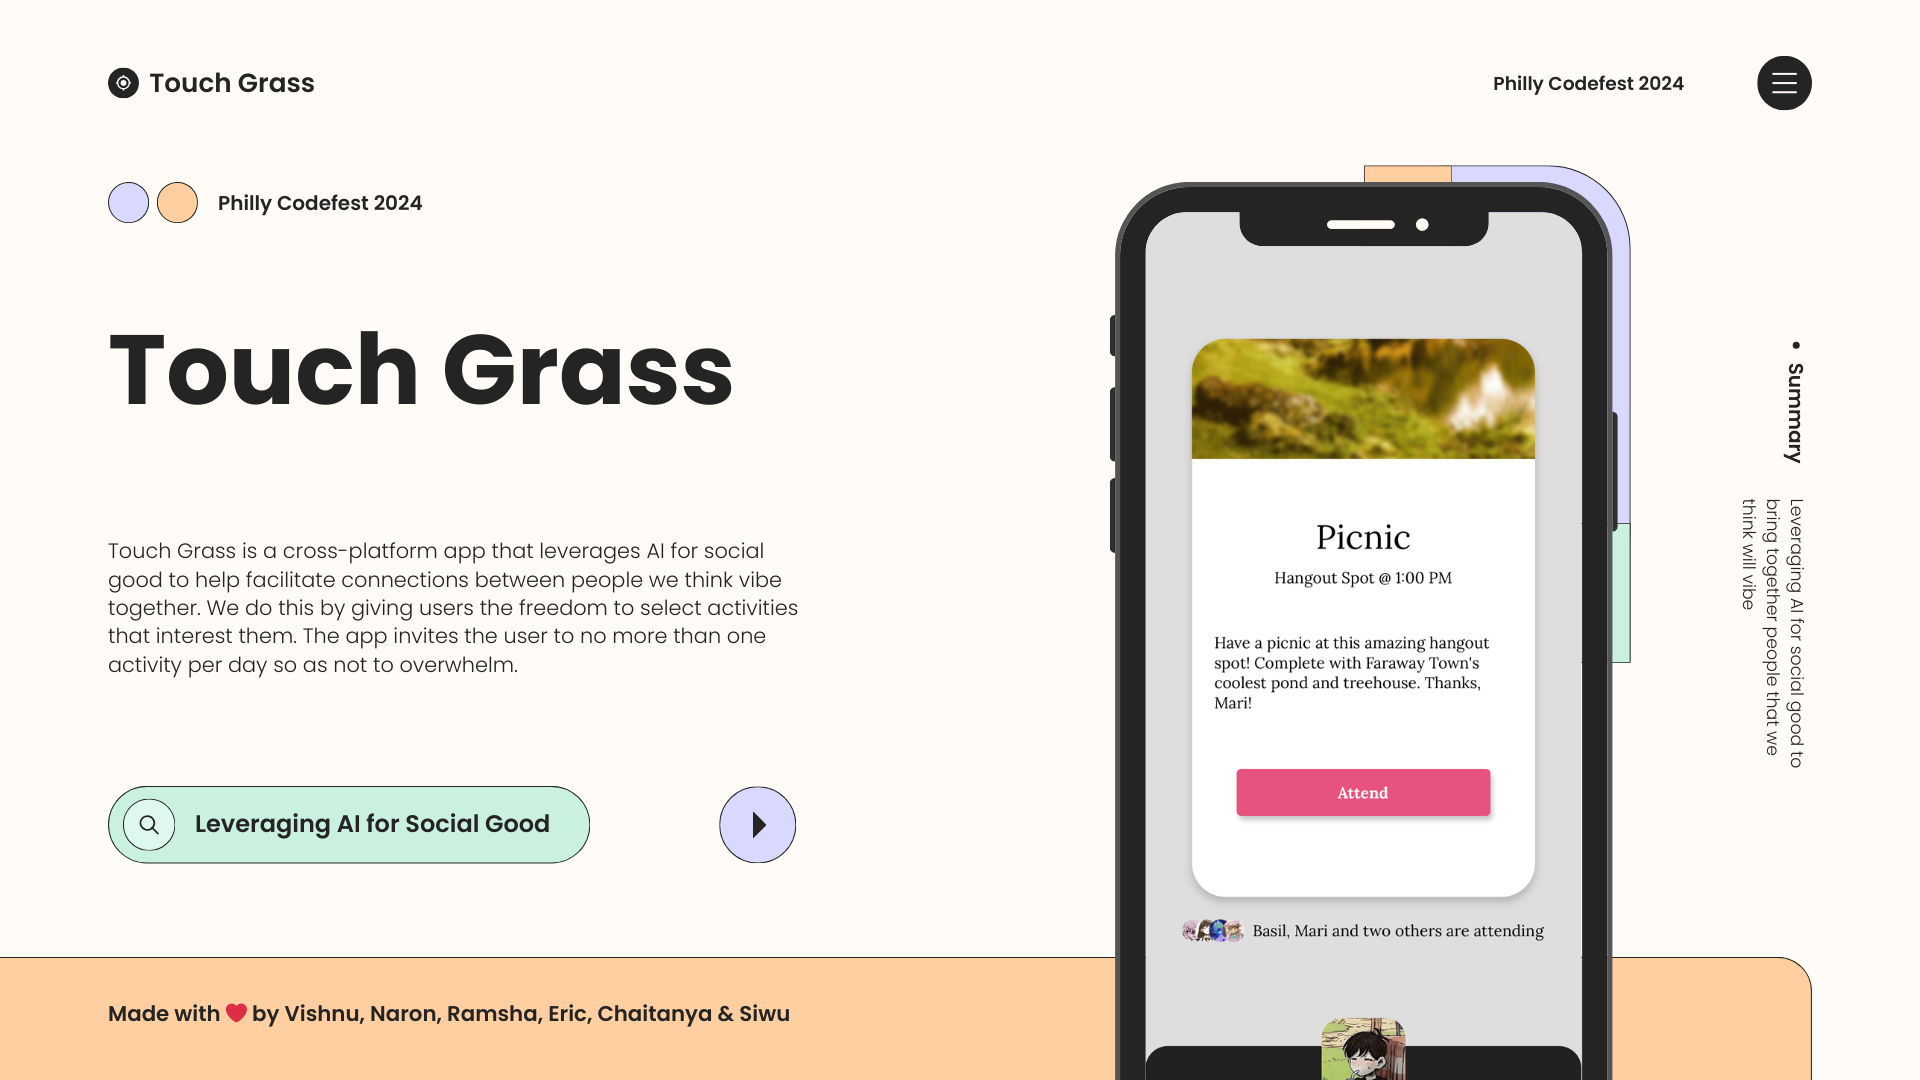 Touch Grass
Philly Codefest 2024
Philly Codefest 2024
Touch Grass
Touch Grass is a cross-platform app that leverages AI for social
good to help facilitate connections between people we think vibe
together. We do this by giving users the freedom to select activities
that interest them. The app invites the user to no more than one
activity per day so as not to overwhelm.
Leveraging AI for Social Good
Made with ❤️ by Vishnu, Naron, Ramsha, Eric, Chaitanya & Siwu
Picnic
Hangout Spot @ 1:00 PM
Have a picnic at this amazing hangout
spot! Complete with Faraway Town's
coolest pond and treehouse. Thanks,
Mari!
Attend
Basil, Mari and two others are attending
• Summary
Leveraging AI for social good to
bring together people that we
think will vibe